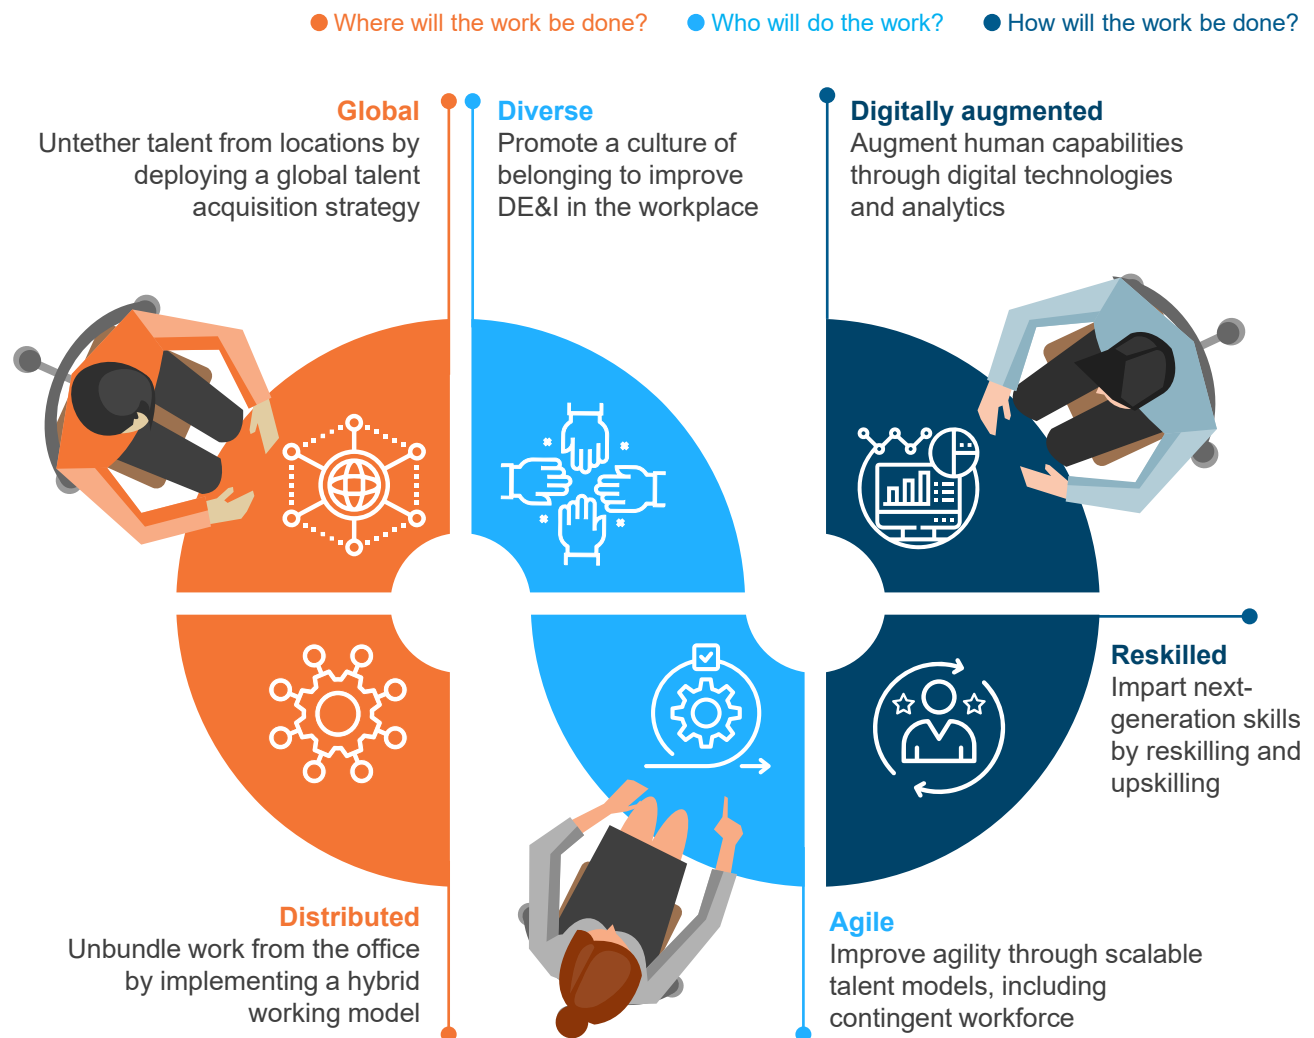 Where will the work be done?
Who will do the work?
How will the work be done?
Global
Untether talent from locations by
deploying a global talent
acquisition strategy
Diverse
Promote a culture of
belonging to improve
DE&I in the workplace
Digitally augmented
Augment human capabilities
through digital technologies
and analytics
Reskilled
Impart next-
generation skills
by reskilling and
upskilling
Distributed
Unbundle work from the office
by implementing a hybrid
working model
Agile
Improve agility through scalable
talent models, including
contingent workforce